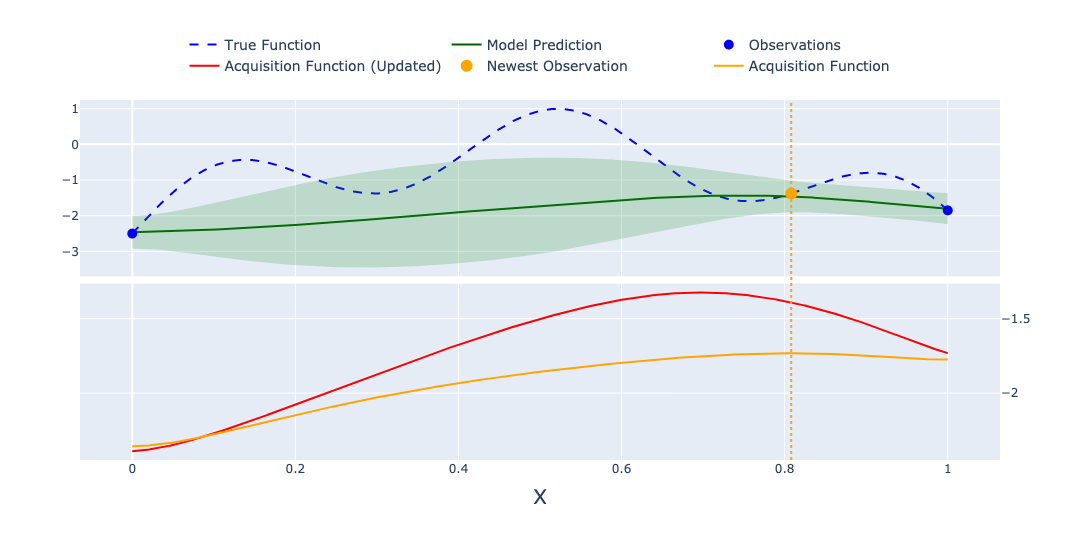 True Function Model Prediction Observations
Acquisition Function (Updated) Newest Observation Acquisition Function
1
0
−1
−2
−3
−1.5
−2
0 0.2 0.4 0.6 0.8 1
X